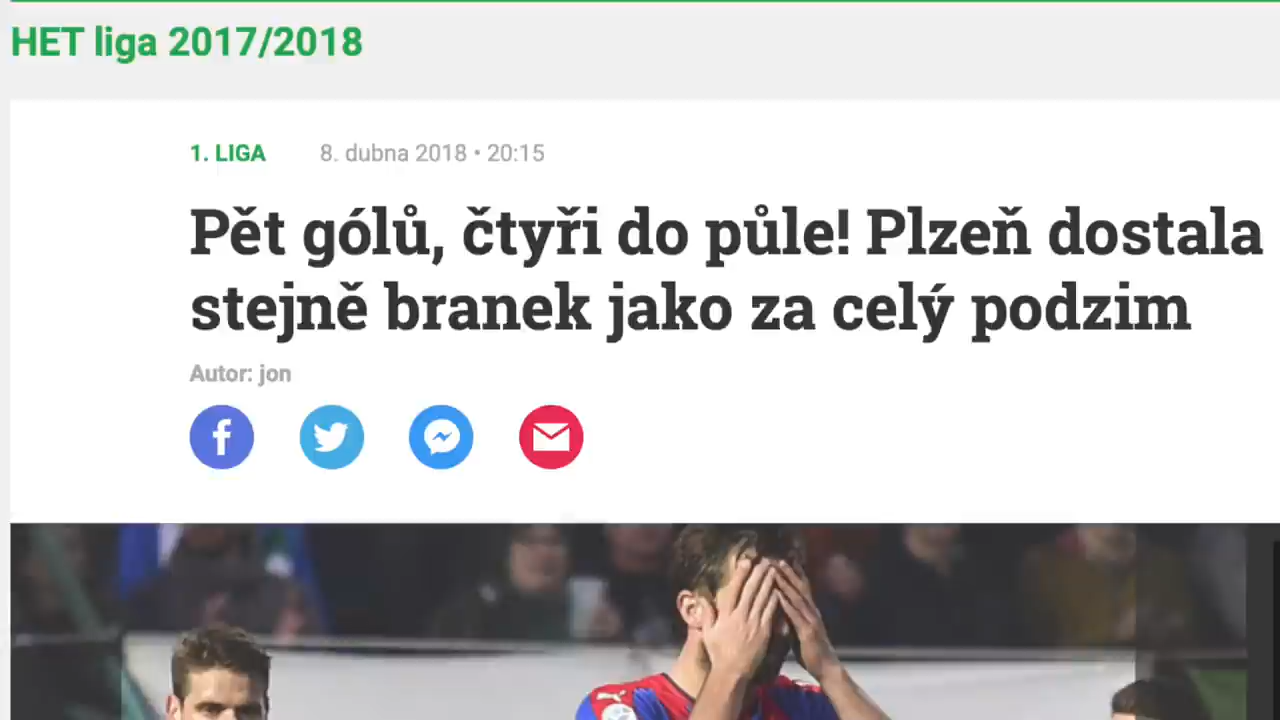 HET liga 2017/2018
1. LIGA 8. dubna 2018 • 20:15
Pět gólů, čtyři do půle! Plzeň dostala
stejně branek jako za celý podzim
Autor: jon